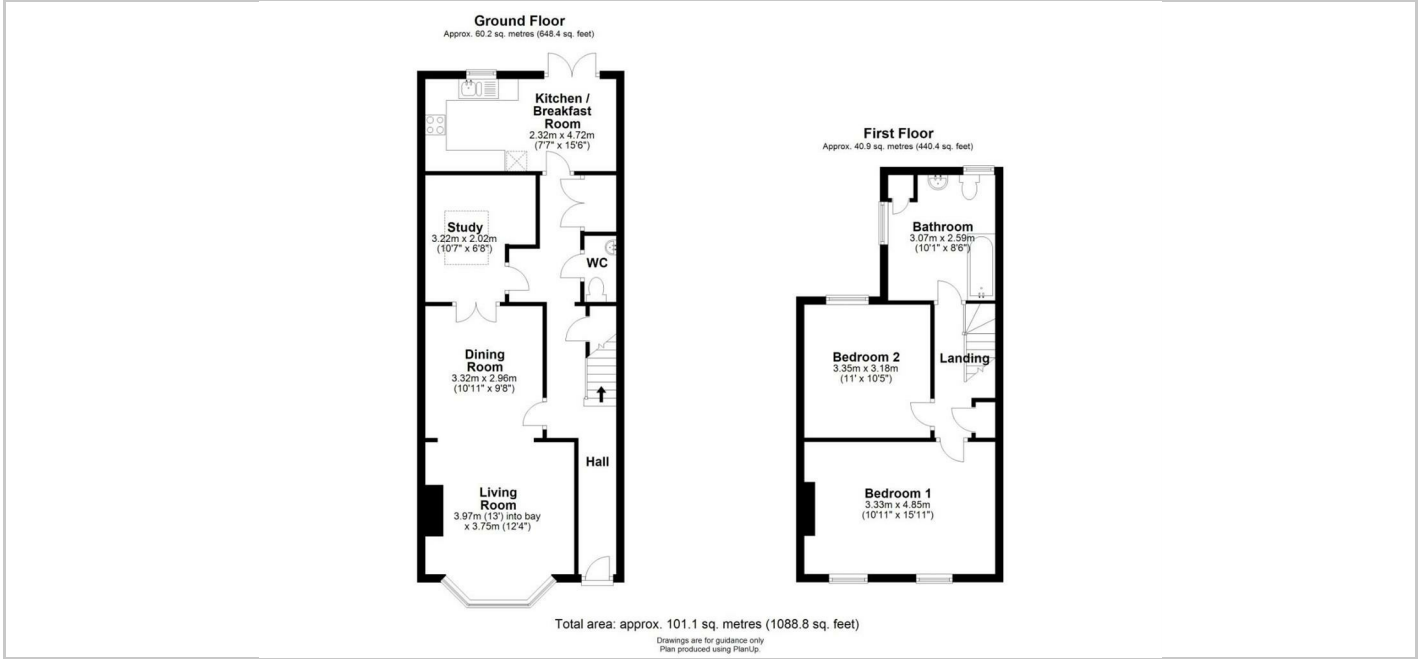 Ground Floor
Approx. 60.2 sq. metres (648.4 sq. feet)
Kitchen /
Breakfast
Room
2.32m x 4.72m
(7'7" x 15'6")
Study
3.22m x 2.02m
(10'7" x 6'8")
WC
Dining
Room
3.32m x 2.96m
(10'11" x 9'8")
Hall
Living
Room
3.97m (13') into bay
x 3.75m (12'4")
First Floor
Approx. 40.9 sq. metres (440.4 sq. feet)
Bathroom
3.07m x 2.59m
(10'1" x 8'6")
Bedroom 2
3.35m x 3.18m
(11' x 10'5")
Landing
Bedroom 1
3.33m x 4.85m
(10'11" x 15'11")
Total area: approx. 101.1 sq. metres (1088.8 sq. feet)
Drawings are for guidance only
Plan produced using PlanUp.